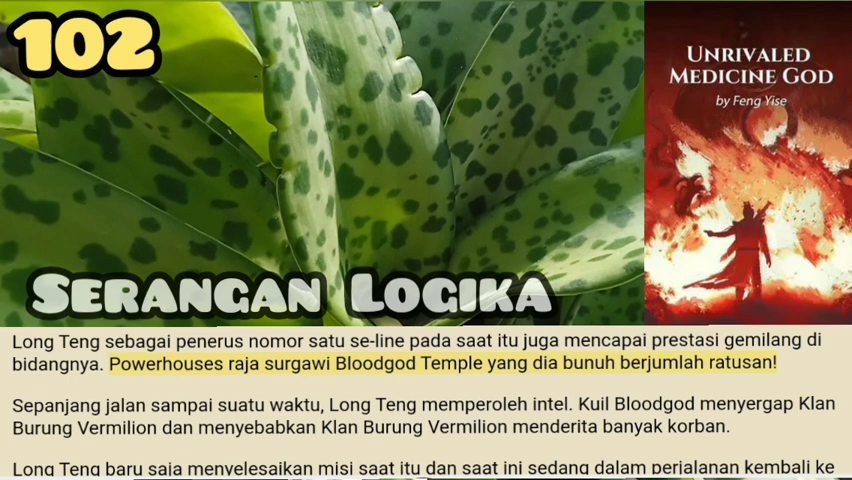 102
UNRIVALED
MEDICINE GOD
by Feng Yise
SERANGAN LOGIKA
Long Teng sebagai penerus nomor satu se-line pada saat itu juga mencapai prestasi gemilang di
bidangnya. Powerhouses raja surgawi Bloodgod Temple yang dia bunuh berjumlah ratusan!
Sepanjang jalan sampai suatu waktu, Long Teng memperoleh intel. Kuil Bloodgod menyergap Klan
Burung Vermilion dan menyebabkan Klan Burung Vermilion menderita banyak korban.
Long Teng baru saja menyelesaikan misi saat itu dan saat ini sedang dalam perjalanan kembali ke